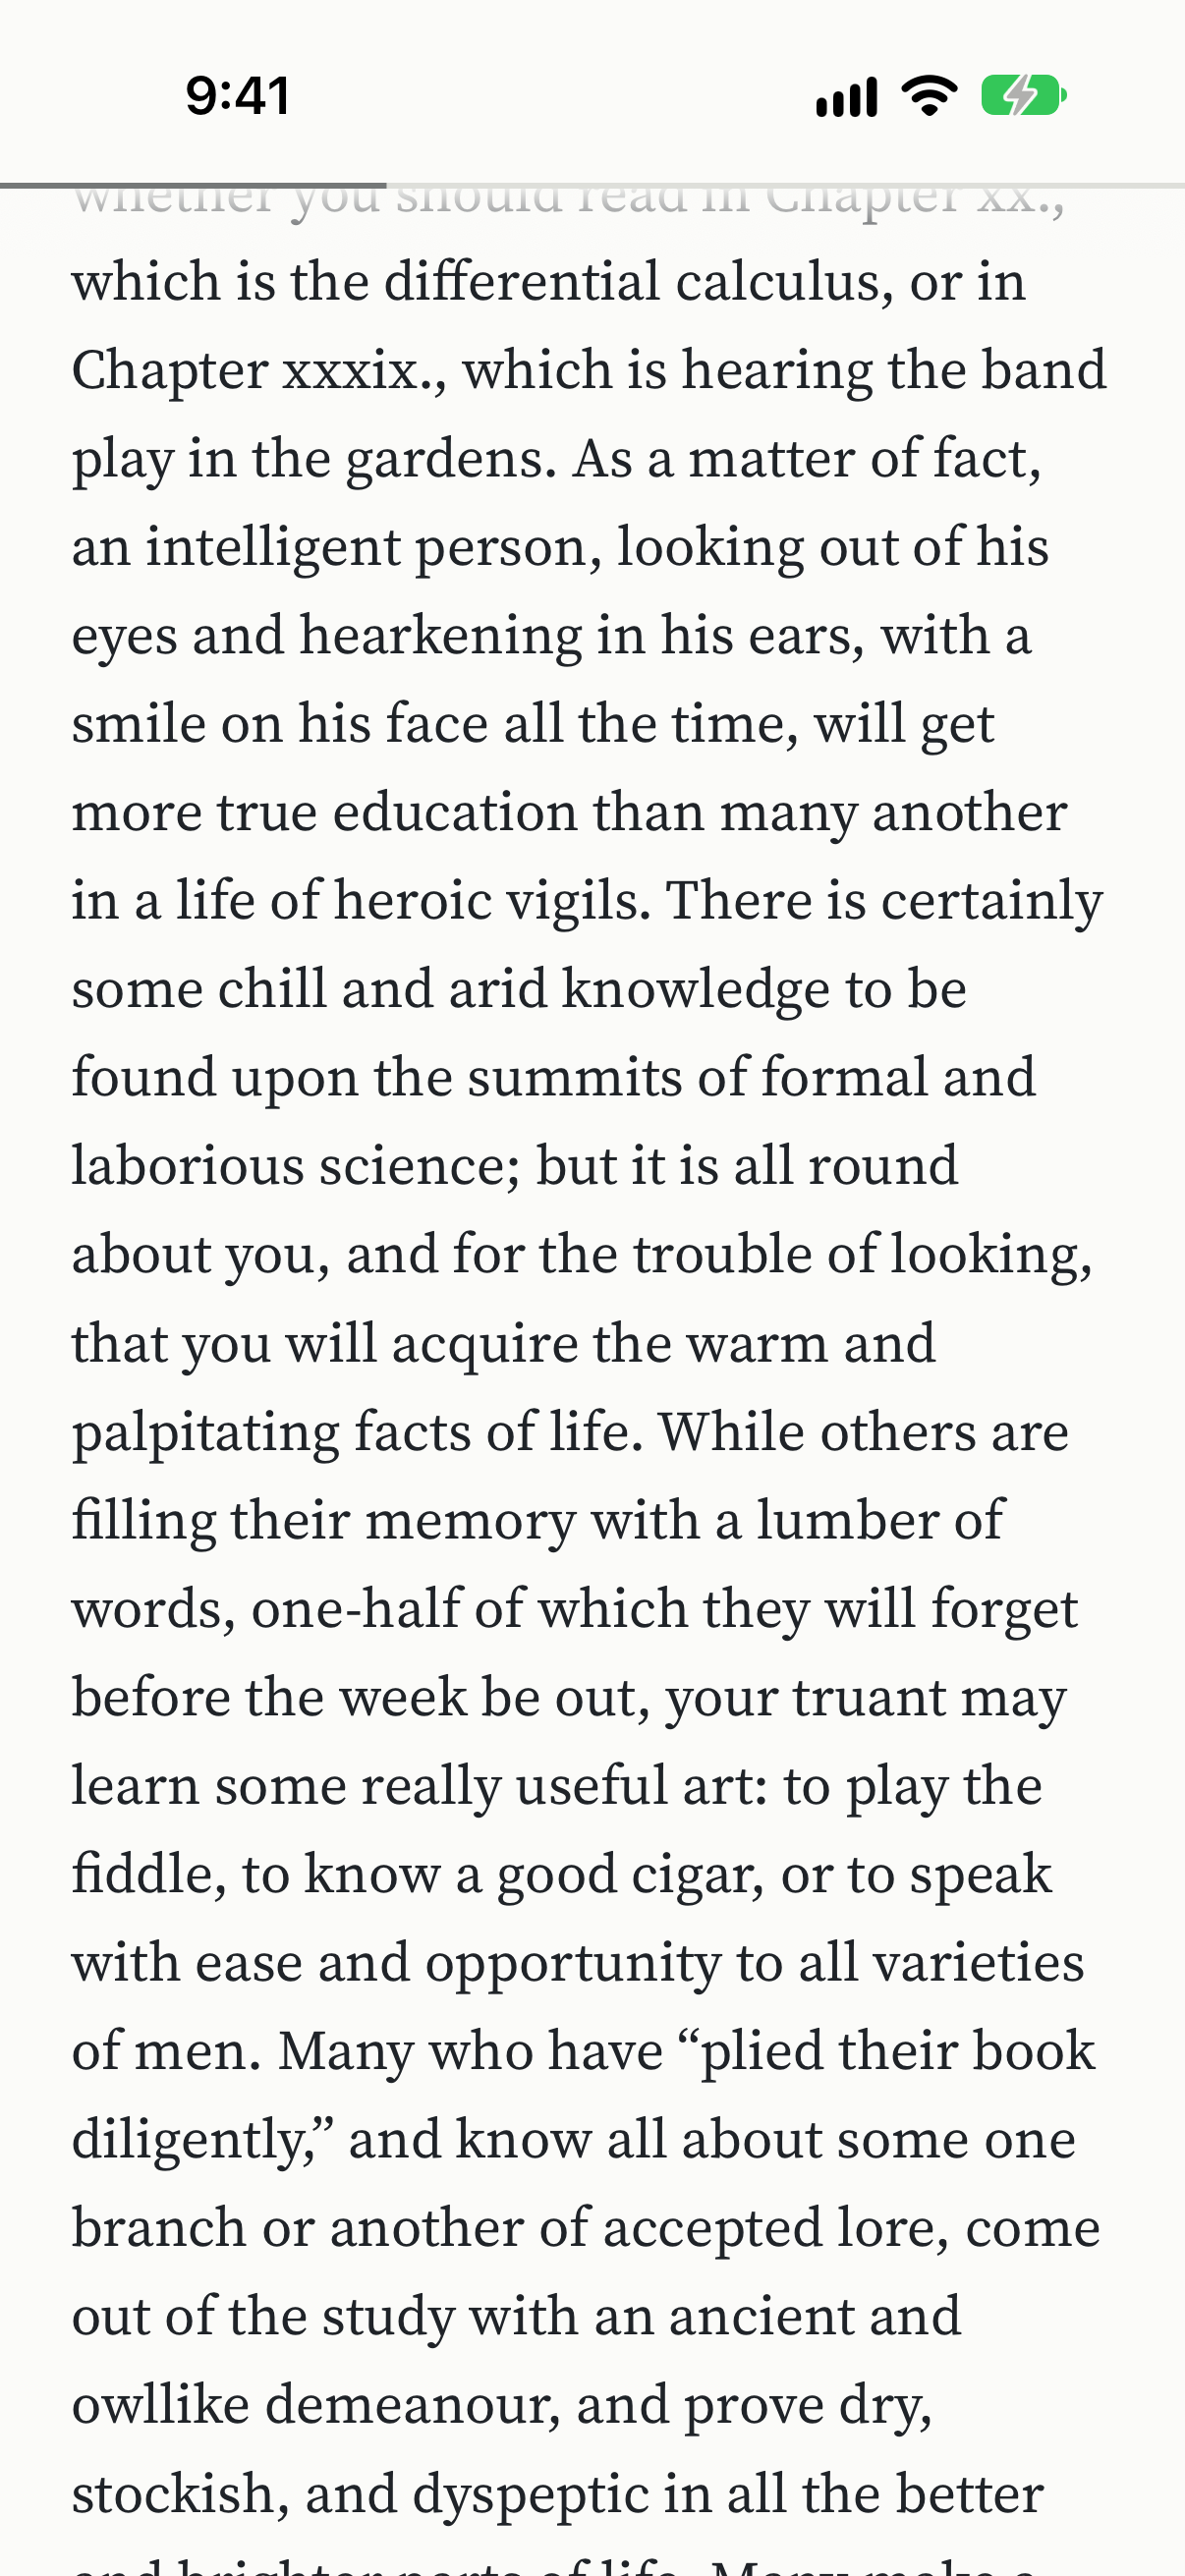 9:41
whether you should read in Chapter xx.,
which is the differential calculus, or in
Chapter xxxix., which is hearing the band
play in the gardens. As a matter of fact,
an intelligent person, looking out of his
eyes and hearkening in his ears, with a
smile on his face all the time, will get
more true education than many another
in a life of heroic vigils. There is certainly
some chill and arid knowledge to be
found upon the summits of formal and
laborious science; but it is all round
about you, and for the trouble of looking,
that you will acquire the warm and
palpitating facts of life. While others are
filling their memory with a lumber of
words, one-half of which they will forget
before the week be out, your truant may
learn some really useful art: to play the
fiddle, to know a good cigar, or to speak
with ease and opportunity to all varieties
of men. Many who have “plied their book
diligently,” and know all about some one
branch or another of accepted lore, come
out of the study with an ancient and
owllike demeanour, and prove dry,
stockish, and dyspeptic in all the better
and brighter parts of life. Many make a